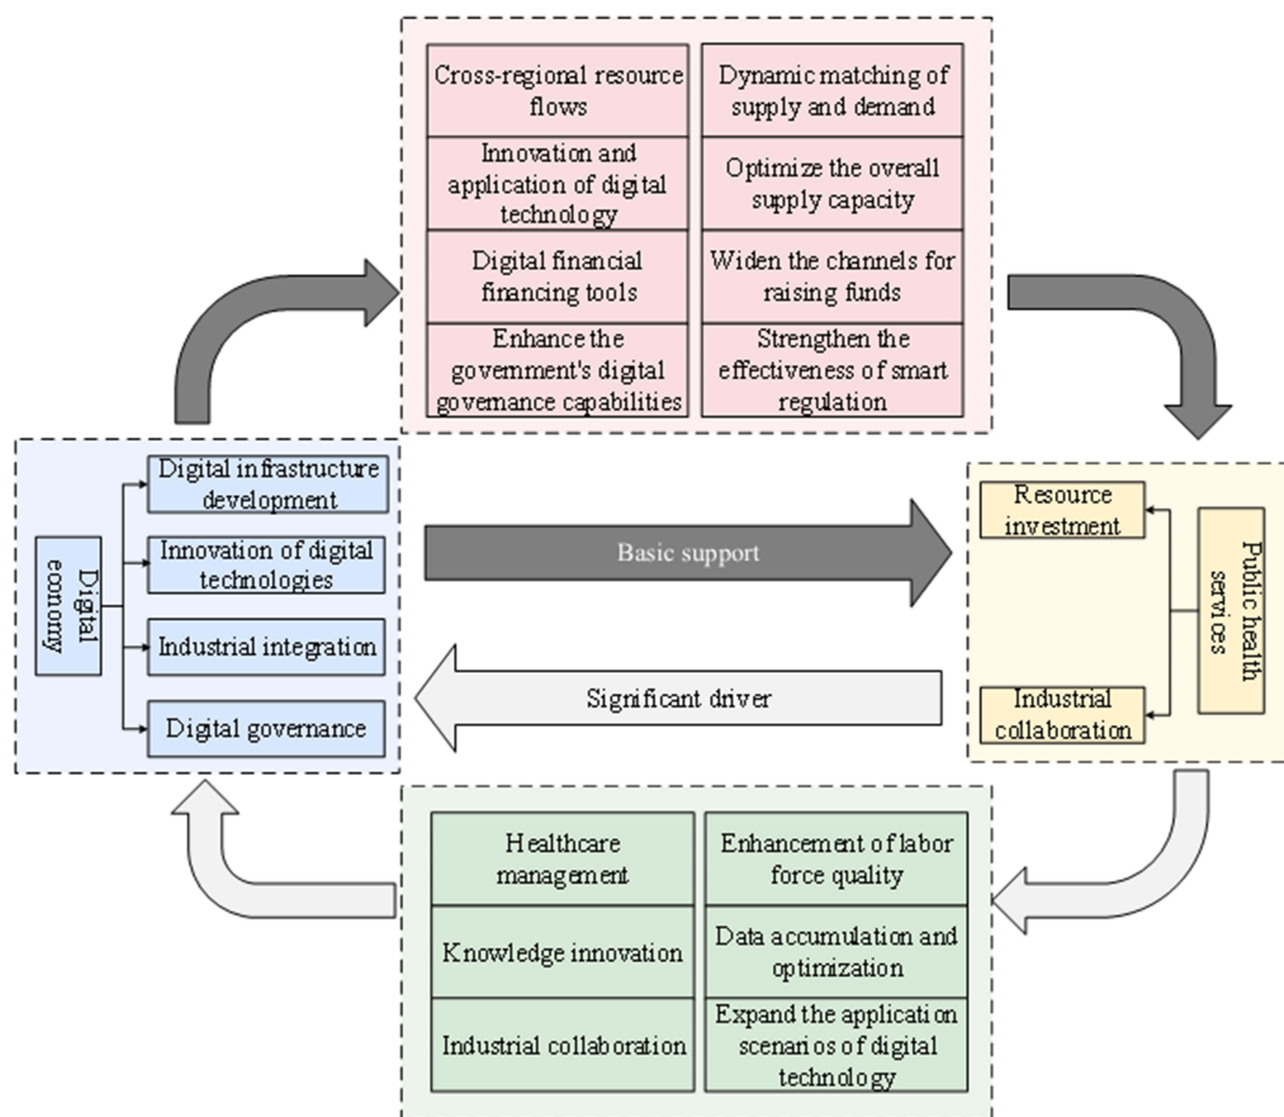 Cross-regional resource
flows
Dynamic matching of
supply and demand
Innovation and
application of digital
technology
Optimize the overall
supply capacity
Digital financial
financing tools
Widen the channels for
raising funds
Enhance the
government's digital
governance capabilities
Strengthen the
effectiveness of smart
regulation
Digital
economy
Digital infrastructure
development
Innovation of digital
technologies
Industrial integration
Digital governance
Basic support
Significant driver
Resource
investment
Industrial
collaboration
Public health
services
Healthcare
management
Enhancement of labor
force quality
Knowledge innovation
Data accumulation and
optimization
Industrial collaboration
Expand the application
scenarios of digital
technology